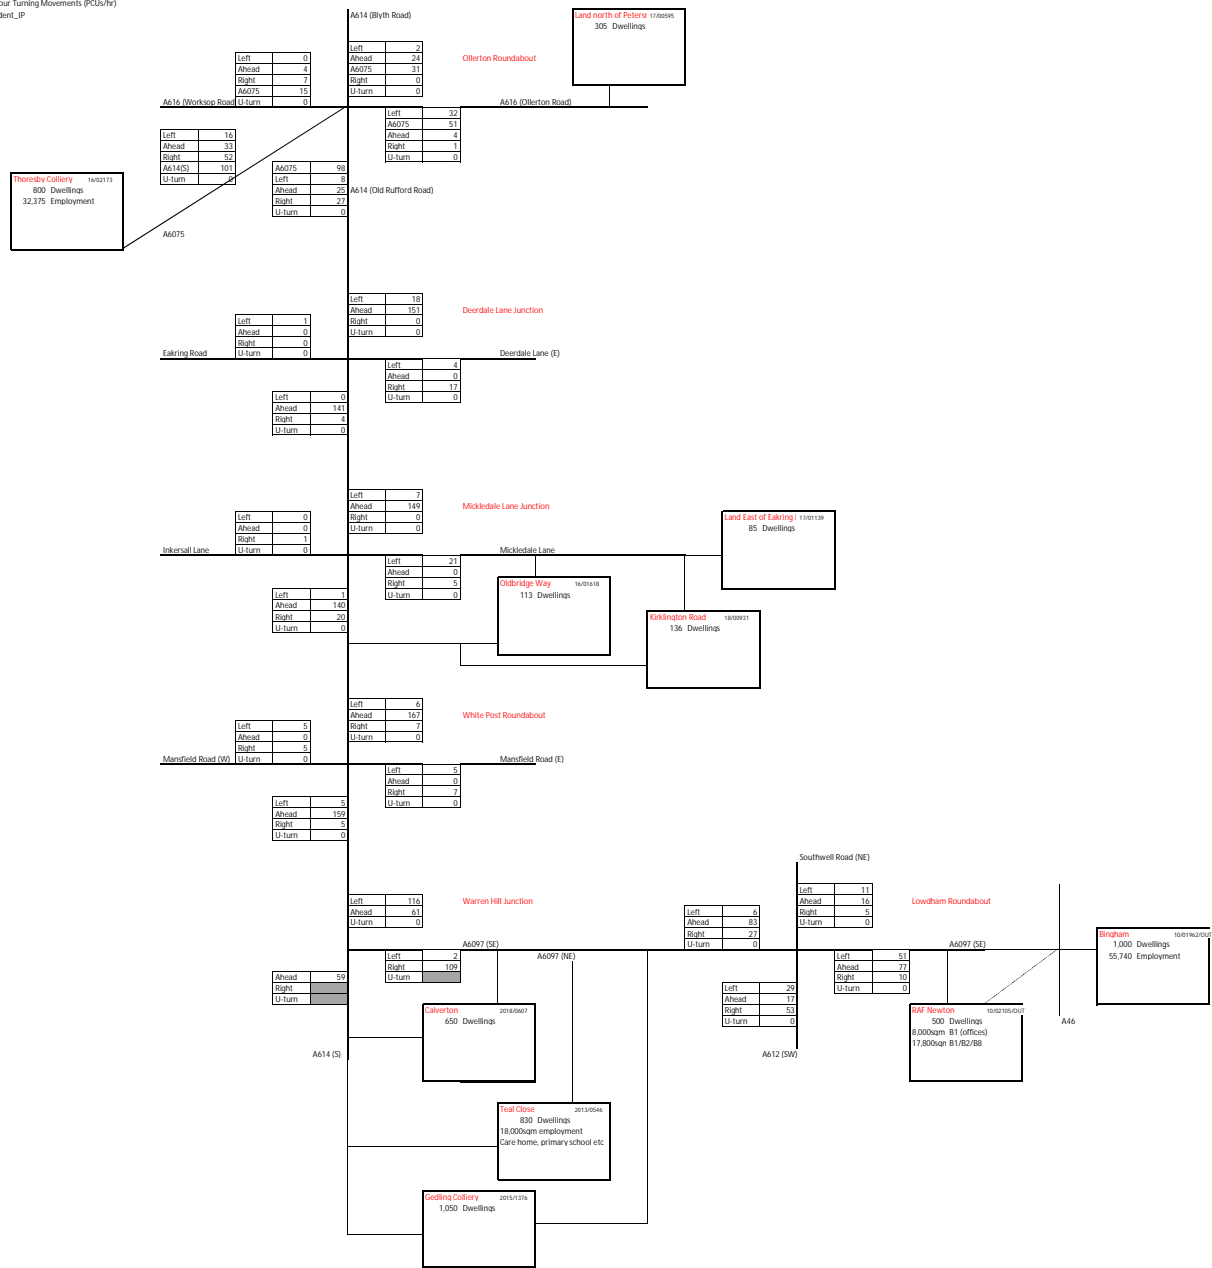 our Turning Movements (PCUs/hr)
dent_IP
A614 (Blyth Road)
Land north of Petersr 17/00595
305 Dwellings
Left 2
Ahead 24
A6075 31
Right 0
U-turn 0
Ollerton Roundabout
Left 0
Ahead 4
Right 7
A6075 15
U-turn 0
A616 (Worksop Road
A616 (Ollerton Road)
Left 32
A6075 51
Ahead 4
Right 1
U-turn 0
Left 16
Ahead 33
Right 52
A614(S) 101
U-turn 0
A6075 98
Left 8
Ahead 25
Right 27
U-turn 0
A614 (Old Rufford Road)
Thoresby Colliery 16/02173
800 Dwellings
32,375 Employment
A6075
Left 18
Ahead 151
Right 0
U-turn 0
Deerdale Lane Junction
Left 1
Ahead 0
Right 0
U-turn 0
Eakring Road
Deerdale Lane (E)
Left 4
Ahead 0
Right 17
U-turn 0
Left 0
Ahead 141
Right 4
U-turn 0
Left 7
Ahead 149
Right 0
U-turn 0
Mickledale Lane Junction
Left 0
Ahead 0
Right 1
U-turn 0
Land East of Eakring 17/01139
85 Dwellings
Inkersall Lane
Mickledale Lane
Left 21
Ahead 0
Right 5
U-turn 0
Oldbridge Way 16/01618
113 Dwellings
Left 1
Ahead 140
Right 20
U-turn 0
Kirklington Road 18/00931
136 Dwellings
Left 6
Ahead 167
Right 7
U-turn 0
White Post Roundabout
Left 5
Ahead 0
Right 5
U-turn 0
Mansfield Road (W)
Mansfield Road (E)
Left 5
Ahead 0
Right 7
U-turn 0
Left 5
Ahead 159
Right 5
U-turn 0
Southwell Road (NE)
Left 116
Ahead 61
U-turn 0
Warren Hill Junction
Left 6
Ahead 83
Right 27
U-turn 0
Left 11
Ahead 16
Right 5
U-turn 0
Lowdham Roundabout
A6097 (SE)
A6097 (NE)
A6097 (SE)
Bingham 10/01962/OUT
1,000 Dwellings
55,740 Employment
Left 2
Right 109
U-turn
Left 51
Ahead 77
Right 10
U-turn 0
Ahead 59
Right
U-turn
Left 29
Ahead 17
Right 53
U-turn 0
Calverton 2018/0607
650 Dwellings
RAF Newton 10/02105/OUT
500 Dwellings
8,000sqm B1 (offices)
17,800sqn B1/B2/B8
A46
A614 (S)
A612 (SW)
Teal Close 2013/0546
830 Dwellings
18,000sqm employment
Care home, primary school etc
Gedling Colliery 2015/1376
1,050 Dwellings